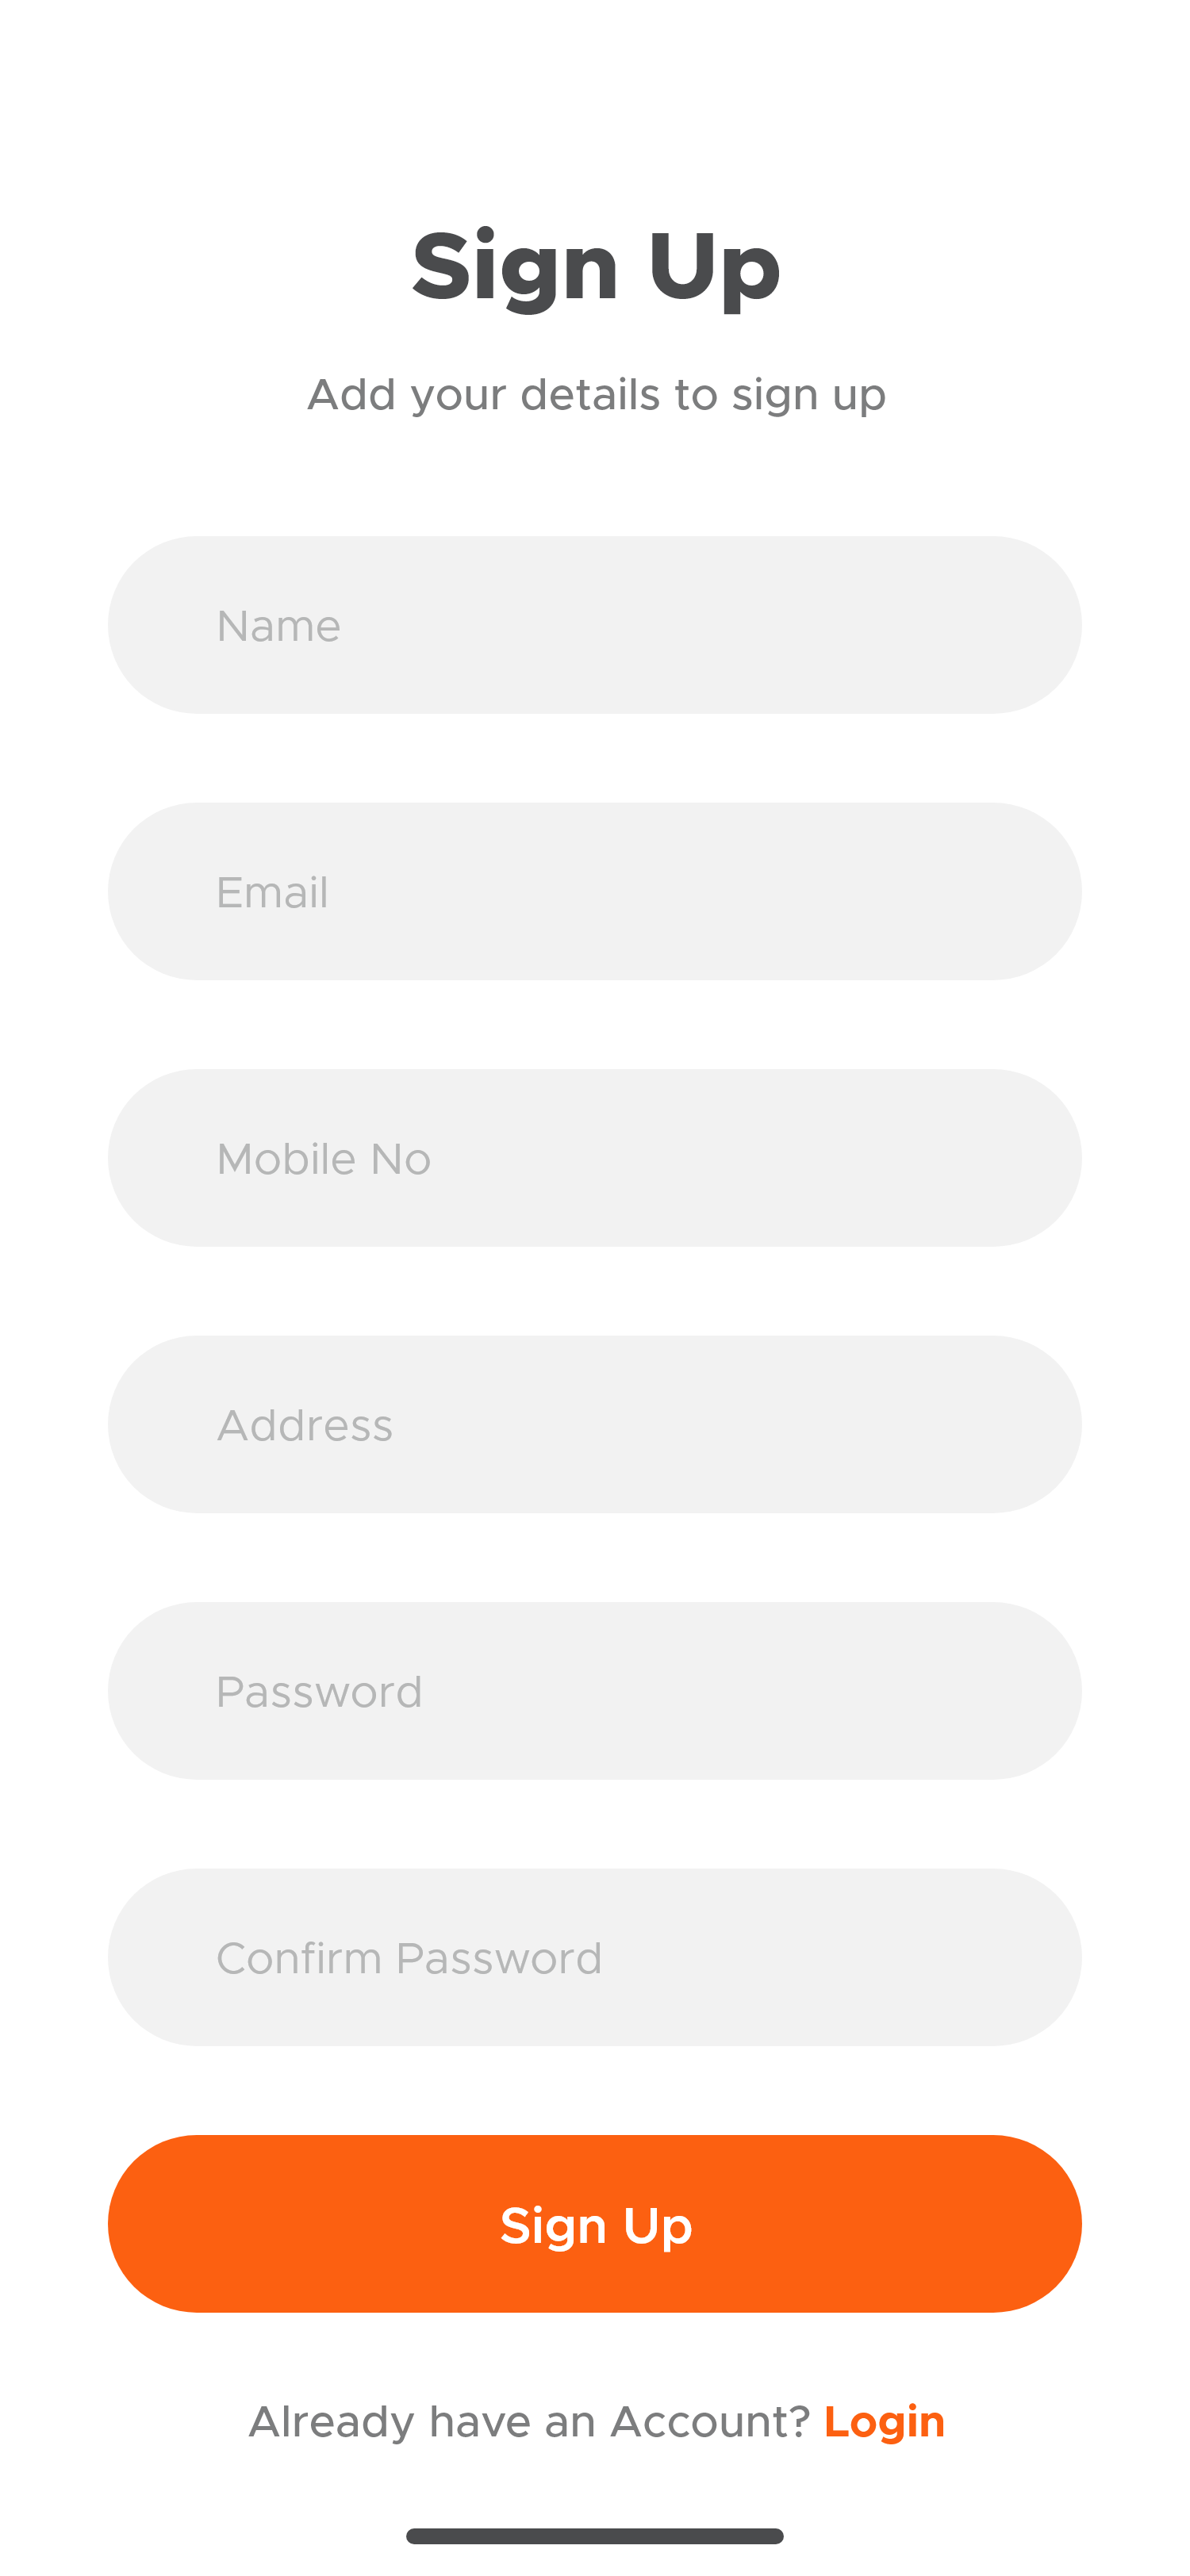 Sign Up
Add your details to sign up
Name
Email
Mobile No
Address
Password
Confirm Password
Sign Up
Already have an Account? Login